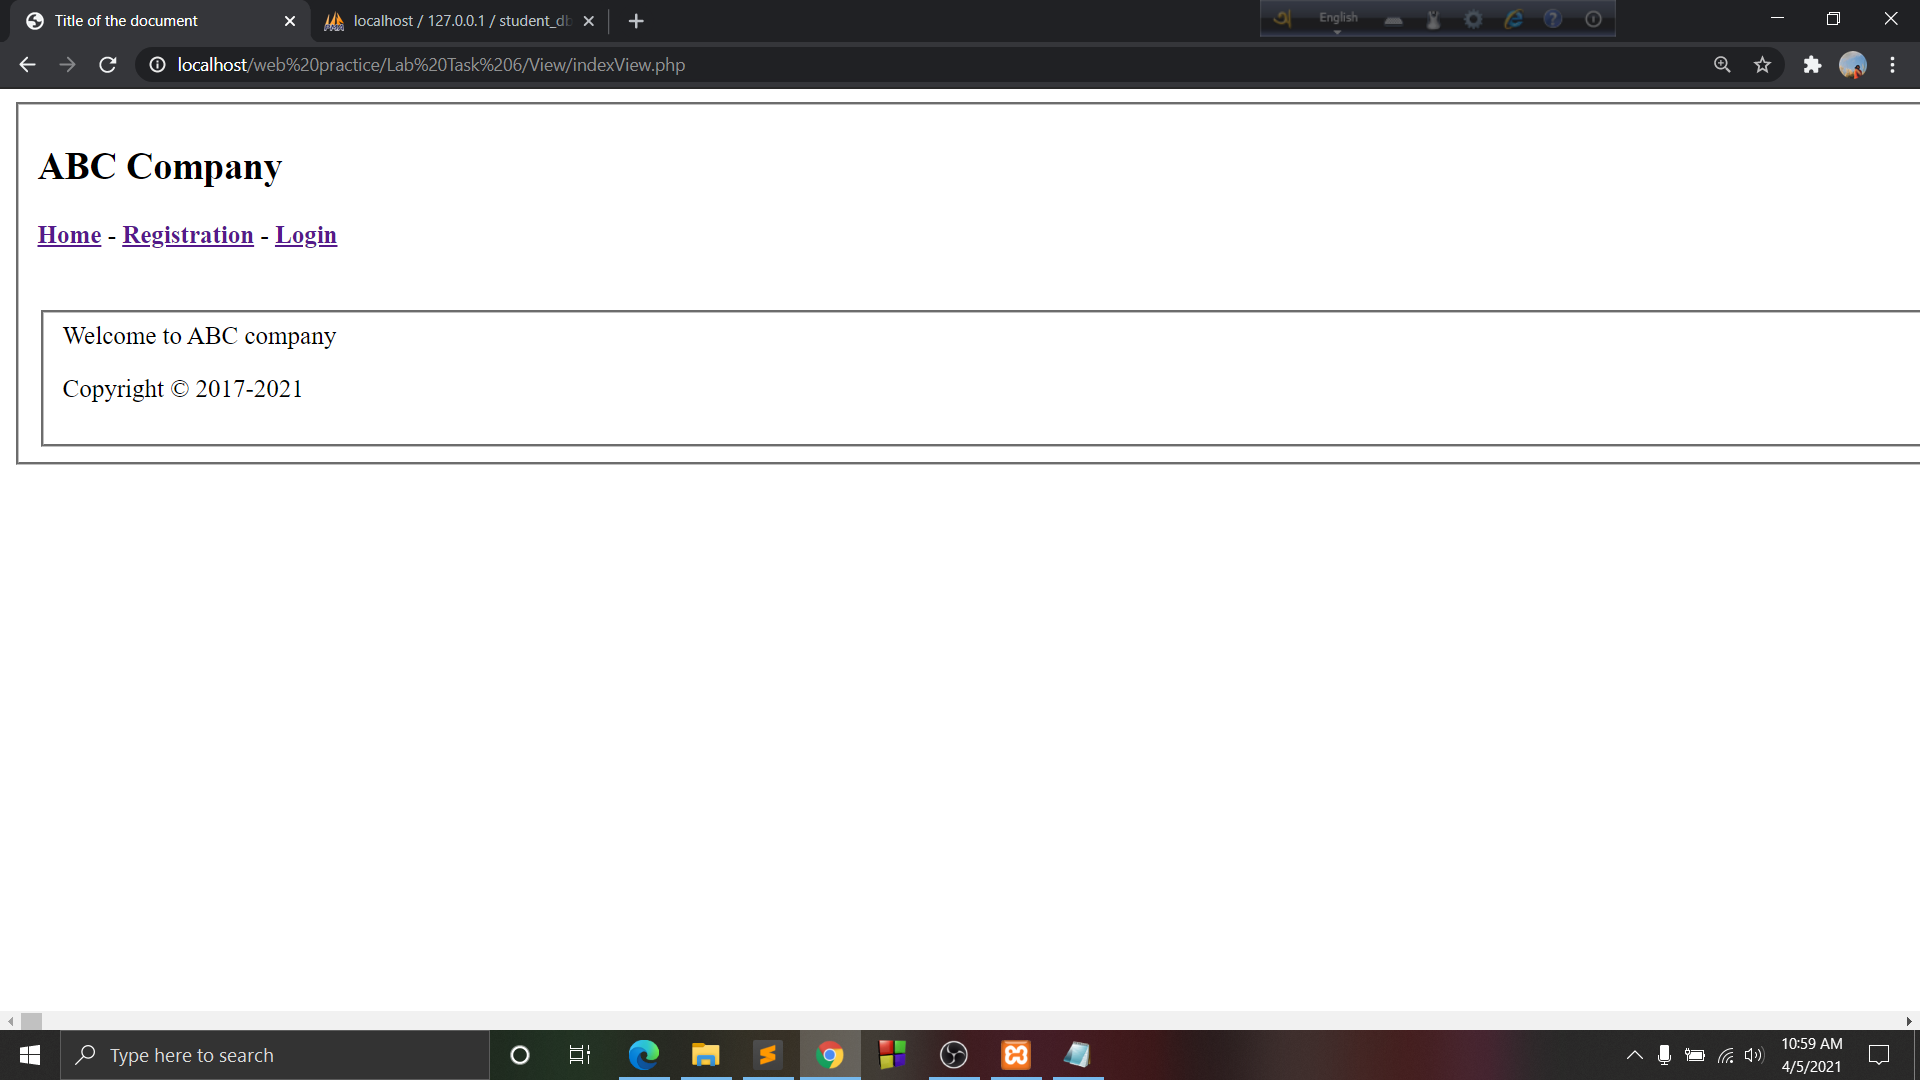 Title of the document
localhost / 127.0.0.1 / student_db
English
localhost/web%20practice/Lab%20Task%206/View/indexView.php
ABC Company
Home - Registration - Login
Welcome to ABC company
Copyright © 2017-2021
Type here to search
10:59 AM
4/5/2021